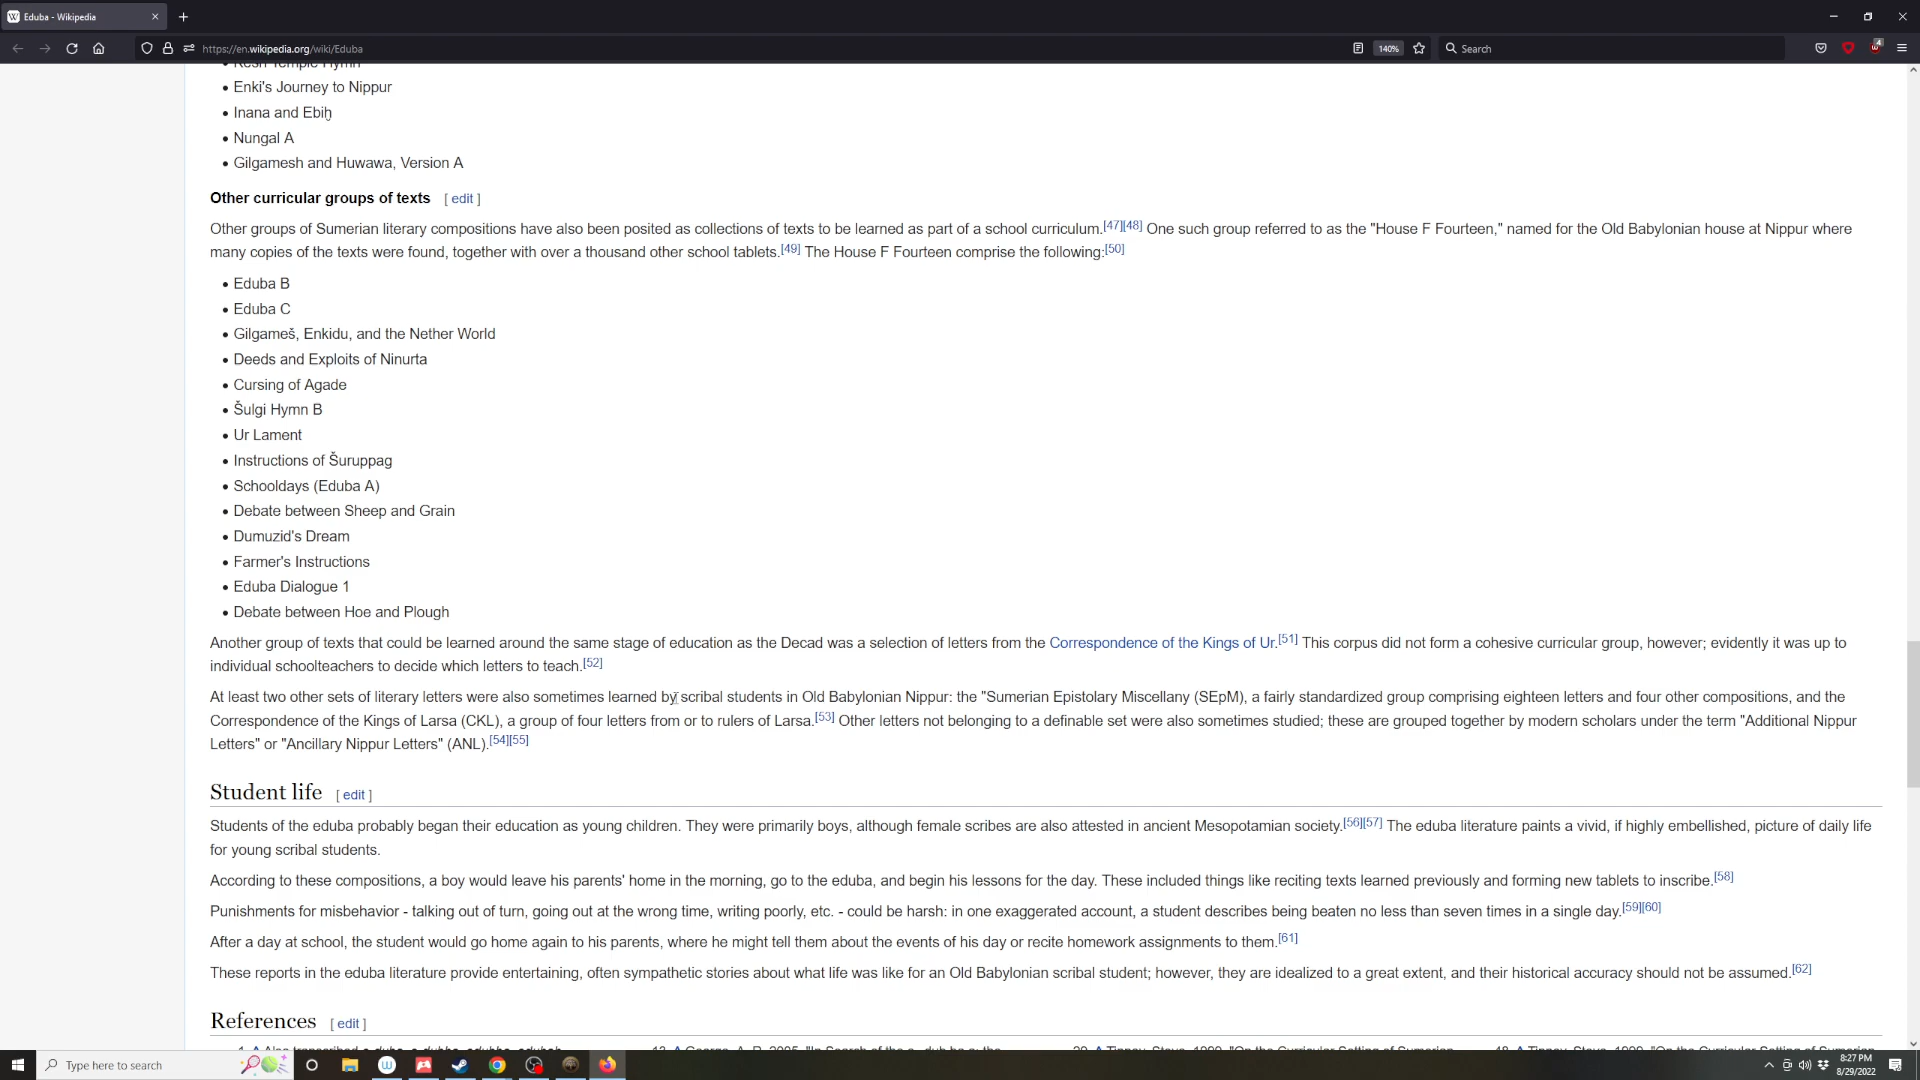 Eduba - Wikipedia
https://en.wikipedia.org/wiki/Eduba
140%
Search
4
Kesh Temple Hymn
• Enki's Journey to Nippur
• Inana and Ebiḫ
• Nungal A
• Gilgamesh and Huwawa, Version A
Other curricular groups of texts [ edit ]
Other groups of Sumerian literary compositions have also been posited as collections of texts to be learned as part of a school curriculum.[47][48] One such group referred to as the "House F Fourteen," named for the Old Babylonian house at Nippur where
many copies of the texts were found, together with over a thousand other school tablets.[49] The House F Fourteen comprise the following:[50]
• Eduba B
• Eduba C
• Gilgameš, Enkidu, and the Nether World
• Deeds and Exploits of Ninurta
• Cursing of Agade
• Šulgi Hymn B
• Ur Lament
• Instructions of Šuruppag
• Schooldays (Eduba A)
• Debate between Sheep and Grain
• Dumuzid's Dream
• Farmer's Instructions
• Eduba Dialogue 1
• Debate between Hoe and Plough
Another group of texts that could be learned around the same stage of education as the Decad was a selection of letters from the Correspondence of the Kings of Ur.[51] This corpus did not form a cohesive curricular group, however; evidently it was up to
individual schoolteachers to decide which letters to teach.[52]
At least two other sets of literary letters were also sometimes learned by scribal students in Old Babylonian Nippur: the "Sumerian Epistolary Miscellany (SEpM), a fairly standardized group comprising eighteen letters and four other compositions, and the
Correspondence of the Kings of Larsa (CKL), a group of four letters from or to rulers of Larsa.[53] Other letters not belonging to a definable set were also sometimes studied; these are grouped together by modern scholars under the term "Additional Nippur
Letters" or "Ancillary Nippur Letters" (ANL).[54][55]
Student life [ edit ]
Students of the eduba probably began their education as young children. They were primarily boys, although female scribes are also attested in ancient Mesopotamian society.[56][57] The eduba literature paints a vivid, if highly embellished, picture of daily life
for young scribal students.
According to these compositions, a boy would leave his parents' home in the morning, go to the eduba, and begin his lessons for the day. These included things like reciting texts learned previously and forming new tablets to inscribe.[58]
Punishments for misbehavior - talking out of turn, going out at the wrong time, writing poorly, etc. - could be harsh: in one exaggerated account, a student describes being beaten no less than seven times in a single day.[59][60]
After a day at school, the student would go home again to his parents, where he might tell them about the events of his day or recite homework assignments to them.[61]
These reports in the eduba literature provide entertaining, often sympathetic stories about what life was like for an Old Babylonian scribal student; however, they are idealized to a great extent, and their historical accuracy should not be assumed.[62]
References [ edit ]
Type here to search
8:27 PM
8/29/2022